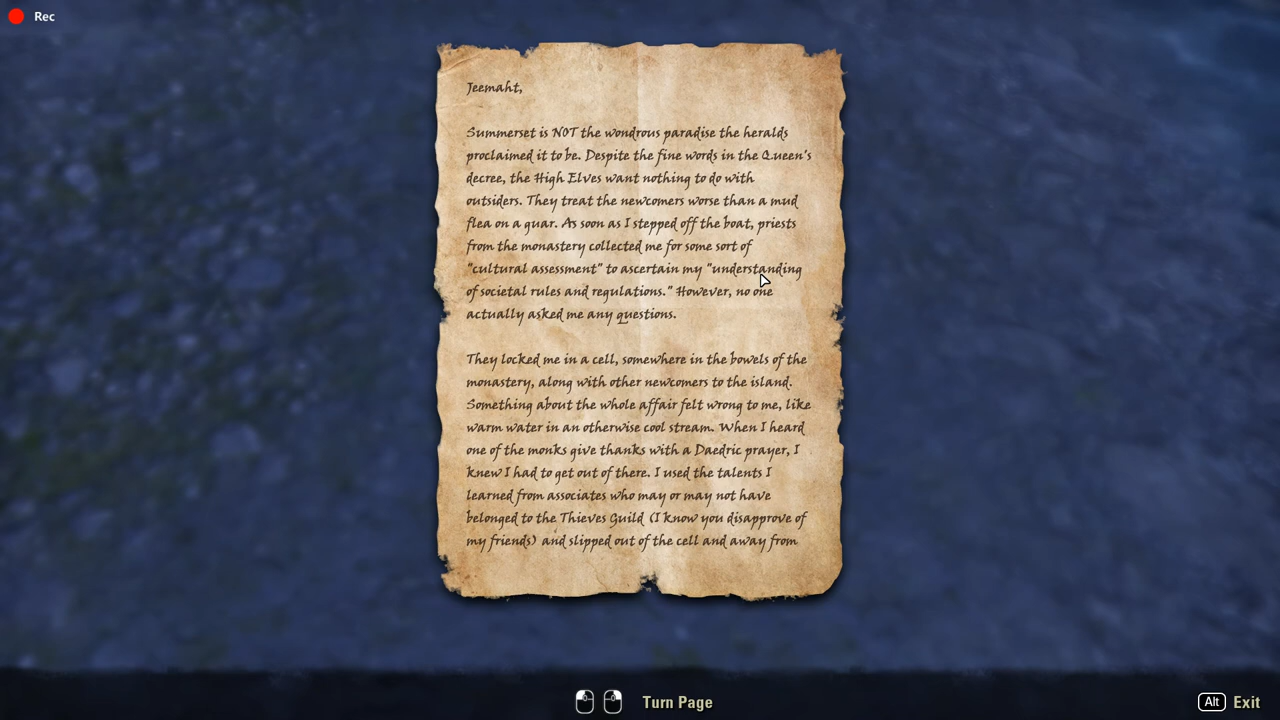 Rec
Jeemaht,
Summerset is NOT the wondrous paradise the heralds
proclaimed it to be. Despite the fine words in the Queen's
decree, the High Elves want nothing to do with
outsiders. They treat the newcomers worse than a mud
flea on a guar. As soon as I stepped off the boat, priests
from the monastery collected me for some sort of
"cultural assessment" to ascertain my "understanding
of societal rules and regulations." However, no one
actually asked me any questions.
They locked me in a cell, somewhere in the bowels of the
monastery, along with other newcomers to the island.
Something about the whole affair felt wrong to me, like
warm water in an otherwise cool stream. When I heard
one of the monks give thanks with a Daedric prayer, I
knew I had to get out of there. I used the talents I
learned from associates who may or may not have
belonged to the Thieves Guild (I know you disapprove of
my friends) and slipped out of the cell and away from
Turn Page
Alt Exit